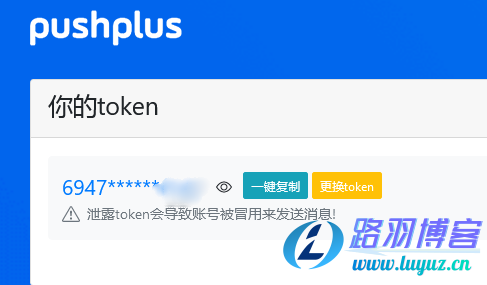 pushplus
你的token
6947******
一键复制
更换token
泄露token会导致账号被冒用来发送消息!
路羽博客
www.luyuz.cn